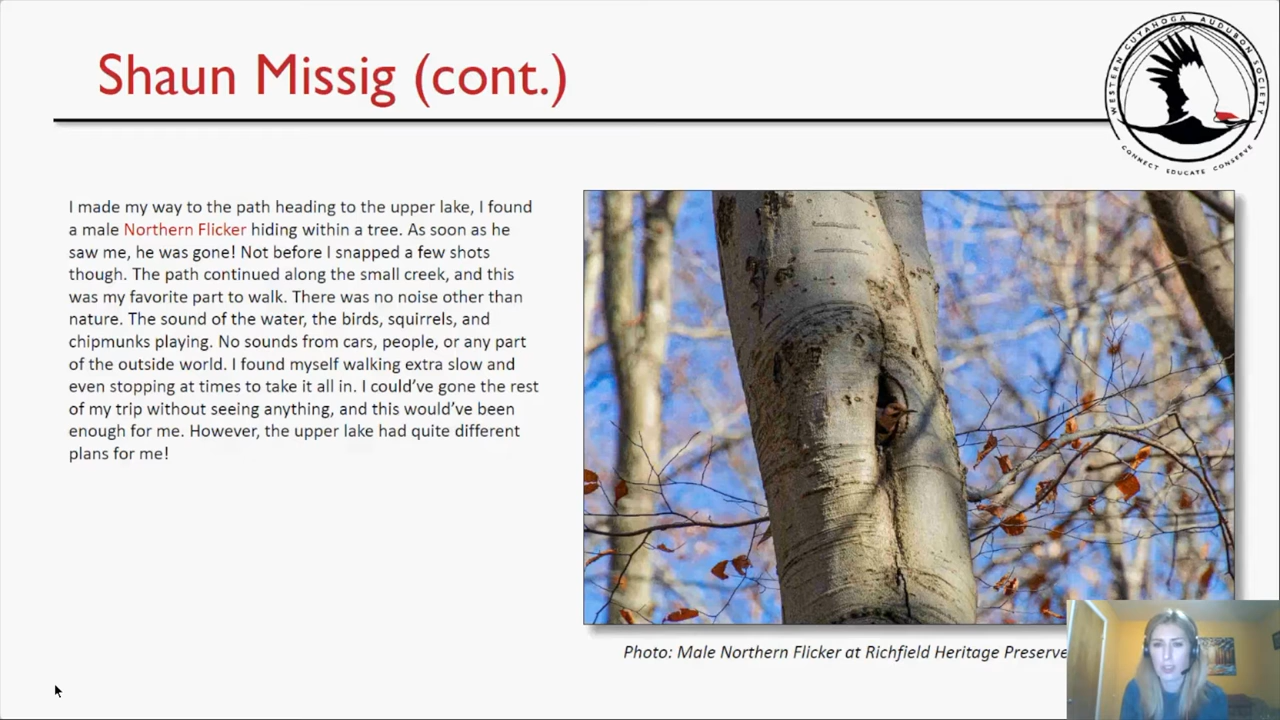 Shaun Missig (cont.)
WESTERN CUYAHOGA AUDUBON SOCIETY
CONNECT EDUCATE CONSERVE
I made my way to the path heading to the upper lake, I found
a male Northern Flicker hiding within a tree. As soon as he
saw me, he was gone! Not before I snapped a few shots
though. The path continued along the small creek, and this
was my favorite part to walk. There was no noise other than
nature. The sound of the water, the birds, squirrels, and
chipmunks playing. No sounds from cars, people, or any part
of the outside world. I found myself walking extra slow and
even stopping at times to take it all in. I could've gone the rest
of my trip without seeing anything, and this would've been
enough for me. However, the upper lake had quite different
plans for me!
Photo: Male Northern Flicker at Richfield Heritage Preserve